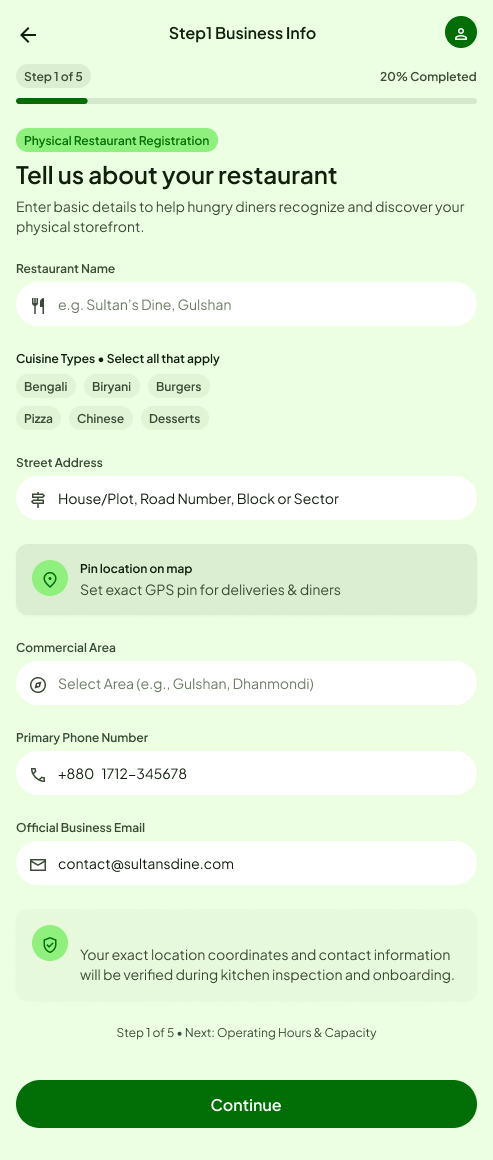 Step1 Business Info
Step 1 of 5
20% Completed
Physical Restaurant Registration
Tell us about your restaurant
Enter basic details to help hungry diners recognize and discover your
physical storefront.
Restaurant Name
e.g. Sultan's Dine, Gulshan
Cuisine Types • Select all that apply
Bengali Biryani Burgers
Pizza Chinese Desserts
Street Address
House/Plot, Road Number, Block or Sector
Pin location on map
Set exact GPS pin for deliveries & diners
Commercial Area
Select Area (e.g., Gulshan, Dhanmondi)
Primary Phone Number
+880 1712-345678
Official Business Email
contact@sultansdine.com
Your exact location coordinates and contact information
will be verified during kitchen inspection and onboarding.
Step 1 of 5 • Next: Operating Hours & Capacity
Continue